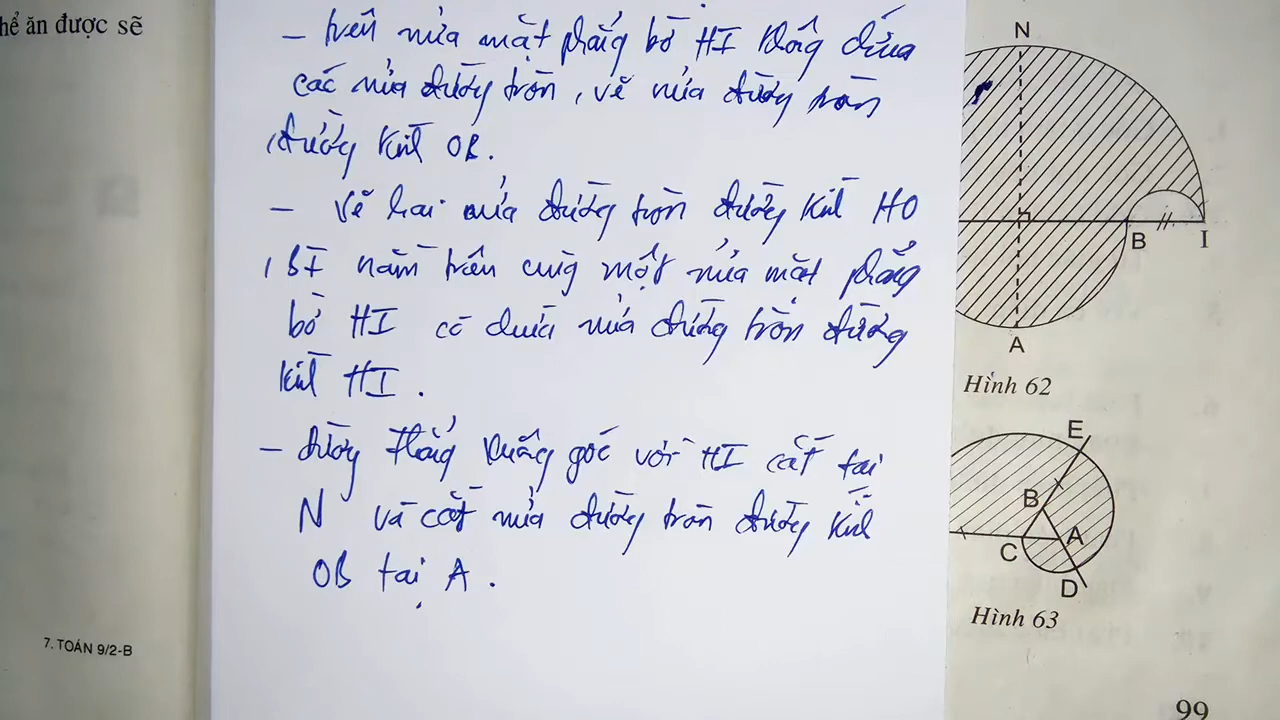 hể ăn được sẽ
- trên nửa mặt phẳng bờ HI không chứa
các nửa đường tròn, vẽ nửa đường tròn
đường kính OB.
- Vẽ hai nửa đường tròn đường kính HO
, BI nằm trên cùng một nửa mặt phẳng
bờ HI có chứa nửa đường tròn đường
kính HI.
- đường thẳng vuông góc với HI cắt tại
N và cắt nửa đường tròn đường kính
OB tại A.
7. TOÁN 9/2-B
N
B
I
A
Hình 62
E
B
A
C
D
Hình 63
99